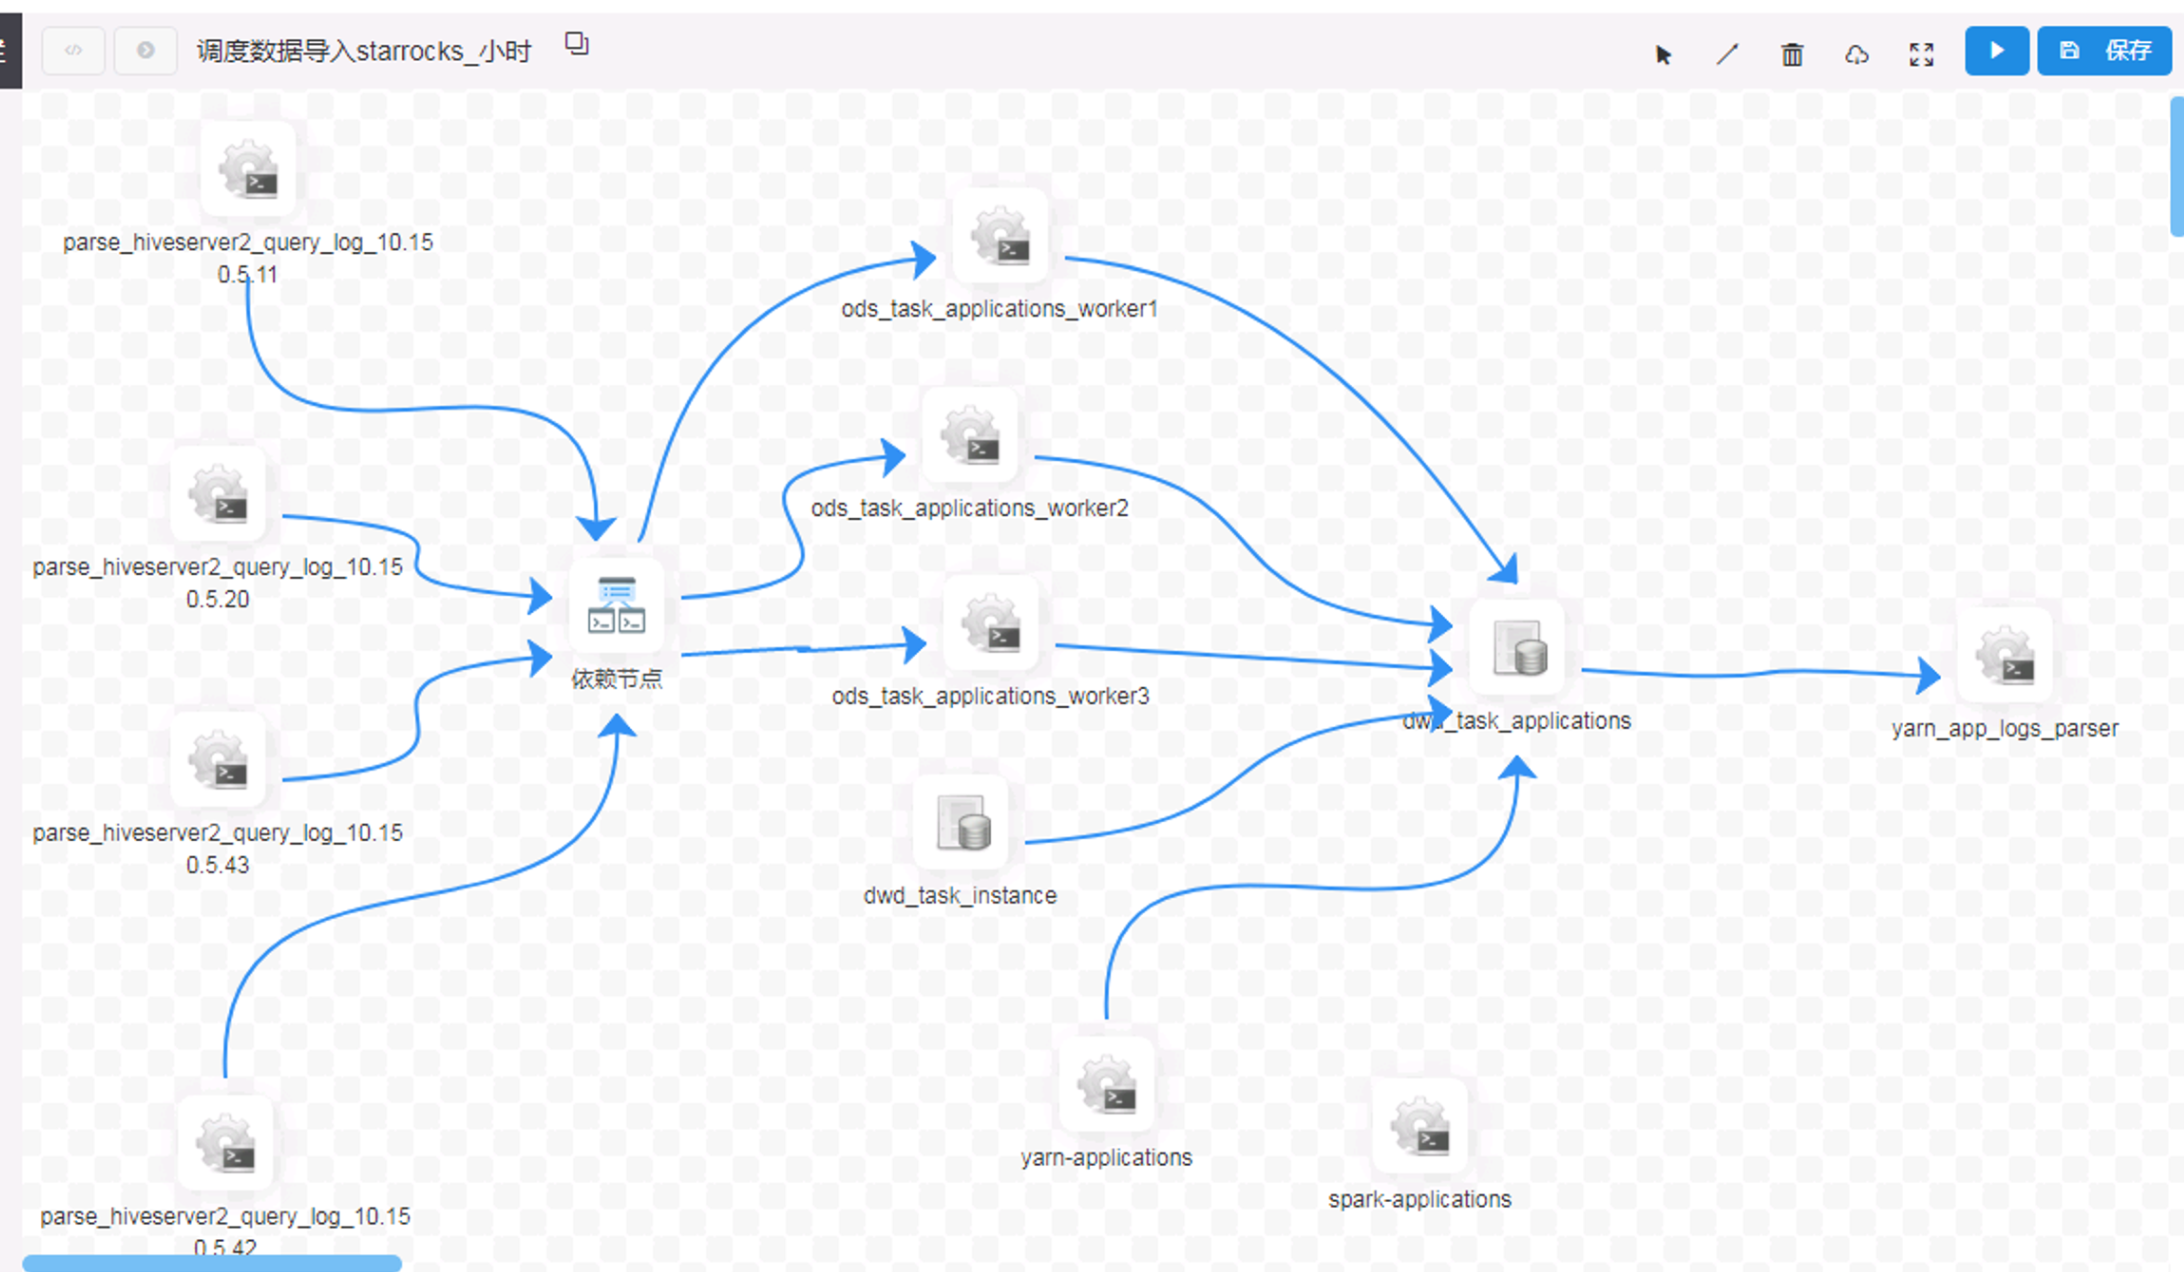 调度数据导入starrocks_小时
保存
parse_hiveserver2_query_log_10.15
0.5.11
ods_task_applications_worker1
ods_task_applications_worker2
parse_hiveserver2_query_log_10.15
0.5.20
依赖节点
ods_task_applications_worker3
dwd_task_applications
yarn_app_logs_parser
parse_hiveserver2_query_log_10.15
0.5.43
dwd_task_instance
yarn-applications
spark-applications
parse_hiveserver2_query_log_10.15
0.5.42